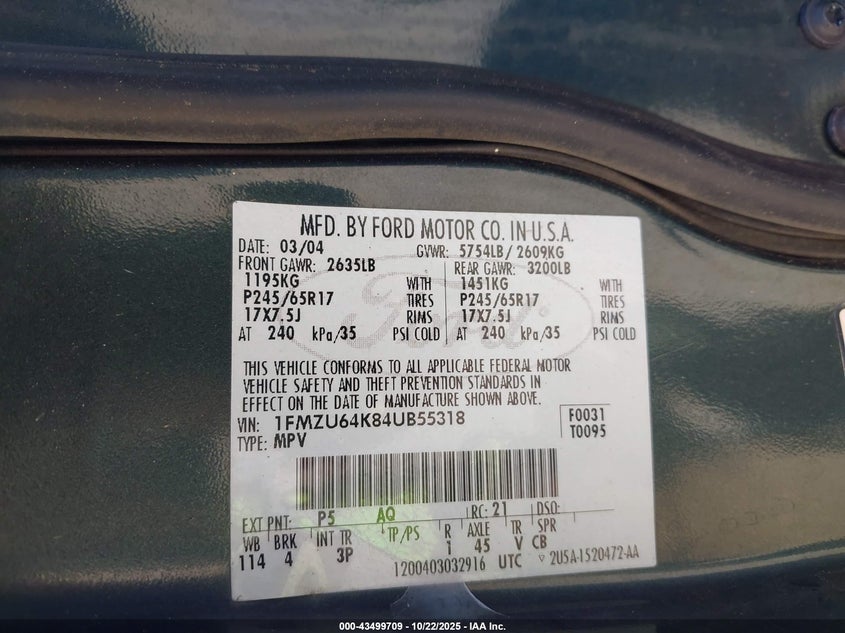 MFD. BY FORD MOTOR CO. IN U.S.A.
DATE: 03/04 GVWR: 5754LB/ 2609KG
FRONT GAWR: 2635LB REAR GAWR: 3200LB
1195KG WITH 1451KG WITH
P245/65R17 TIRES P245/65R17 TIRES
17X7.5J RIMS 17X7.5J RIMS
AT 240 kPa/35 PSI COLD AT 240 kPa/35 PSI COLD
Ford
THIS VEHICLE CONFORMS TO ALL APPLICABLE FEDERAL MOTOR
VEHICLE SAFETY AND THEFT PREVENTION STANDARDS IN
EFFECT ON THE DATE OF MANUFACTURE SHOWN ABOVE.
VIN: 1FMZU64K84UB55318 F0031
TYPE: MPV T0095
EXT PNT: P5 AQ RC: 21 DSO:
WB BRK INT TR TP/PS R AXLE TR SPR
114 4 3P 1 45 V CB
1200403032916 UTC 2U5A-1520472-AA
000-43499709 - 10/22/2025 - IAA Inc.